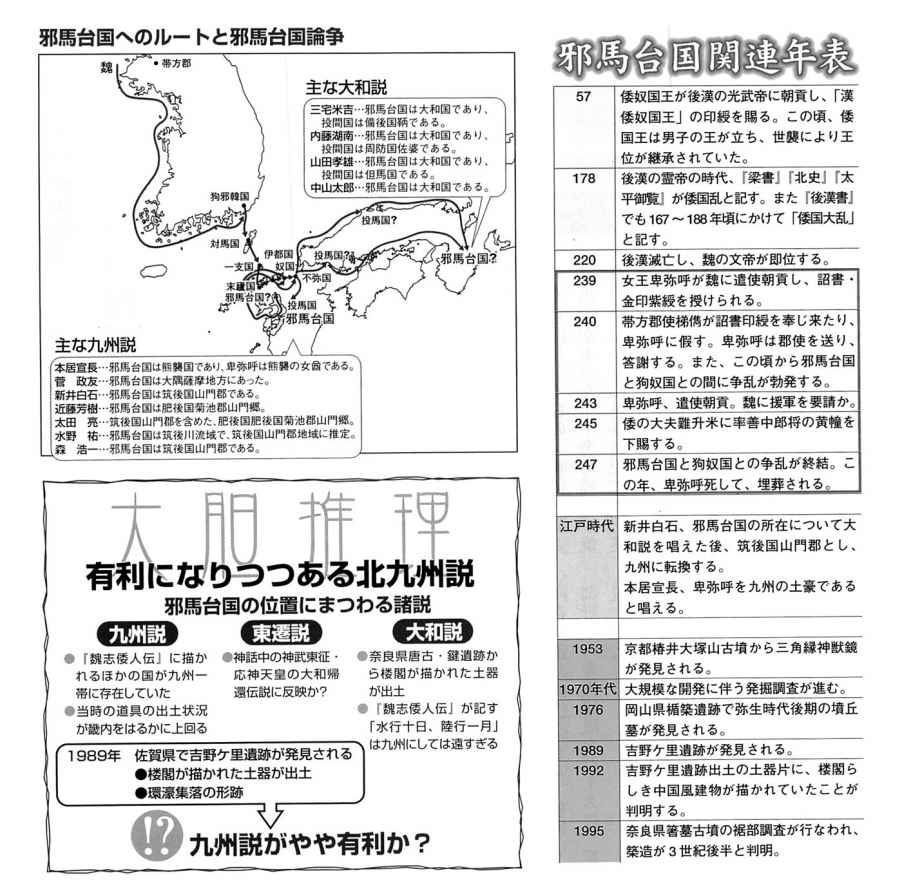 邪馬台国へのルートと邪馬台国論争
魏
帯方郡
狗邪韓国
対馬国
一支国
末盧国
邪馬台国?
伊都国
奴国
不弥国
投馬国?
投馬国?
投馬国
邪馬台国
邪馬台国?
主な大和説
三宅米吉…邪馬台国は大和国であり、
投間国は備後国鞆である。
内藤湖南…邪馬台国は大和国であり、
投間国は周防国佐婆である。
山田孝雄…邪馬台国は大和国であり、
投間国は但馬国である。
中山太郎…邪馬台国は大和国である。
主な九州説
本居宣長…邪馬台国は熊襲国であり、卑弥呼は熊襲の女酋である。
菅 政友…邪馬台国は大隅薩摩地方にあった。
新井白石…邪馬台国は筑後国山門郡である。
近藤芳樹…邪馬台国は肥後国菊池郡山門郷。
太田 亮…筑後国山門郡を含めた、肥後国肥後国菊池郡山門郷。
水野 祐…邪馬台国は筑後川流域で、筑後国山門郡地域に推定。
森 浩一…邪馬台国は筑後国山門郡である。
大胆推理
有利になりつつある北九州説
邪馬台国の位置にまつわる諸説
九州説
●『魏志倭人伝』に描か
れるほかの国が九州一
帯に存在していた
●当時の道具の出土状況
が畿内をはるかに上回る
東遷説
●神話中の神武東征・
応神天皇の大和帰
還伝説に反映か?
大和説
●奈良県唐古・鍵遺跡か
ら楼閣が描かれた土器
が出土
●『魏志倭人伝』が記す
「水行十日、陸行一月」
は九州にしては遠すぎる
1989年 佐賀県で吉野ケ里遺跡が発見される
●楼閣が描かれた土器が出土
●環濠集落の形跡
!? 九州説がやや有利か?
邪馬台国関連年表
57 倭奴国王が後漢の光武帝に朝貢し、「漢
倭奴国王」の印綬を賜る。この頃、倭
国王は男子の王が立ち、世襲により王
位が継承されていた。
178 後漢の霊帝の時代、『梁書』『北史』『太
平御覧』が倭国乱と記す。また『後漢書』
でも167〜188年頃にかけて「倭国大乱」
と記す。
220 後漢滅亡し、魏の文帝が即位する。
239 女王卑弥呼が魏に遣使朝貢し、詔書・
金印紫綬を授けられる。
240 帯方郡使梯儁が詔書印綬を奉じ来たり、
卑弥呼に假す。卑弥呼は郡使を送り、
答謝する。また、この頃から邪馬台国
と狗奴国との間に争乱が勃発する。
243 卑弥呼、遣使朝貢。魏に援軍を要請か。
245 倭の大夫難升米に率善中郎将の黄幢を
下賜する。
247 邪馬台国と狗奴国との争乱が終結。こ
の年、卑弥呼死して、埋葬される。
江戸時代 新井白石、邪馬台国の所在について大
和説を唱えた後、筑後国山門郡とし、
九州に転換する。
本居宣長、卑弥呼を九州の土豪である
と唱える。
1953 京都椿井大塚山古墳から三角縁神獣鏡
が発見される。
1970年代 大規模な開発に伴う発掘調査が進む。
1976 岡山県楯築遺跡で弥生時代後期の墳丘
墓が発見される。
1989 吉野ケ里遺跡が発見される。
1992 吉野ケ里遺跡出土の土器片に、楼閣ら
しき中国風建物が描かれていたことが
判明する。
1995 奈良県箸墓古墳の裾部調査が行なわれ、
築造が3世紀後半と判明。